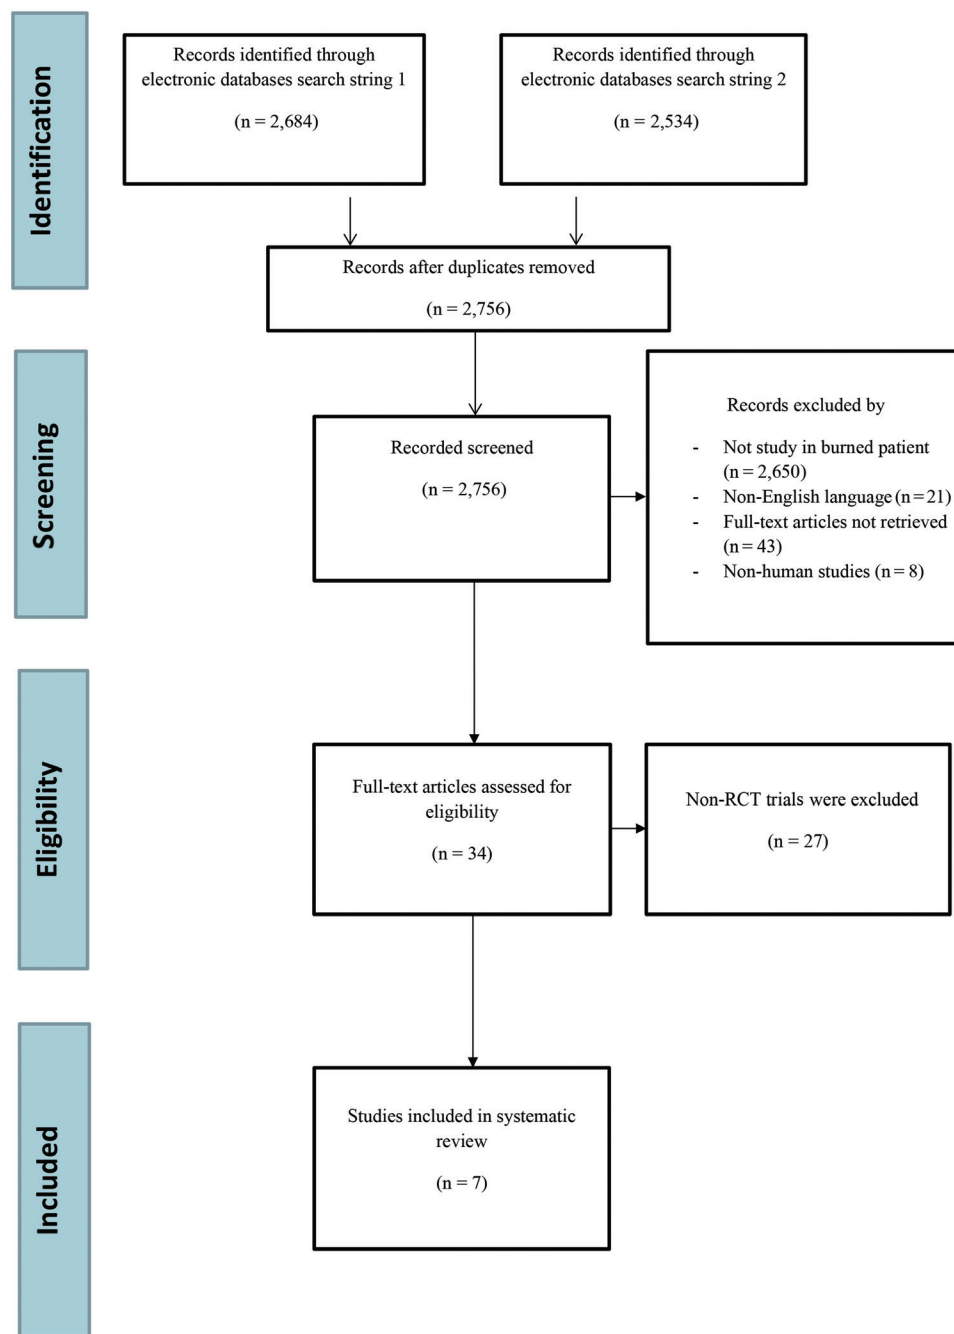 Identification
Records identified through
electronic databases search string 1
(n = 2,684)
Records identified through
electronic databases search string 2
(n = 2,534)
Records after duplicates removed
(n = 2,756)
Screening
Recorded screened
(n = 2,756)
Records excluded by
- Not study in burned patient
(n = 2,650)
- Non-English language (n = 21)
- Full-text articles not retrieved
(n = 43)
- Non-human studies (n = 8)
Eligibility
Full-text articles assessed for
eligibility
(n = 34)
Non-RCT trials were excluded
(n = 27)
Included
Studies included in systematic
review
(n = 7)